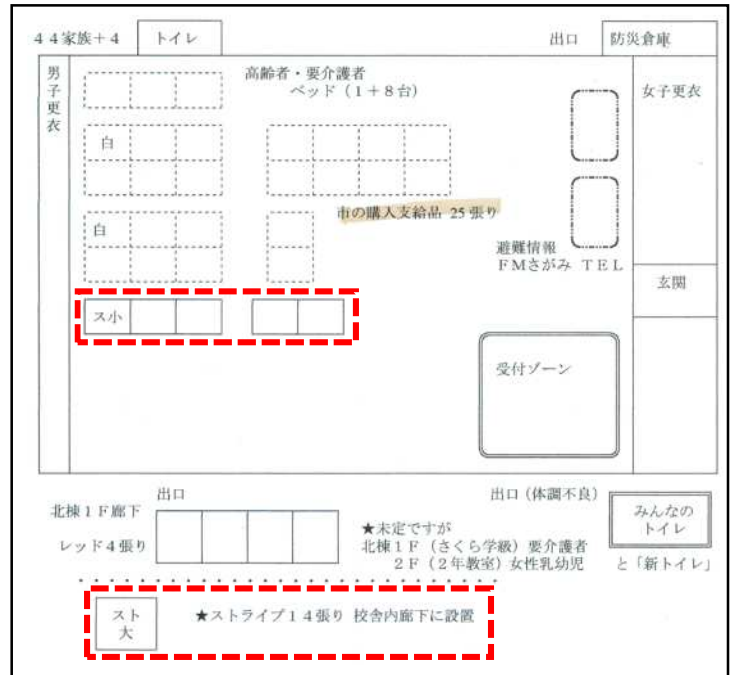 44家族+4
トイレ
出口
防災倉庫
男子更衣
高齢者・要介護者
ベッド(1+8台)
女子更衣
白
市の購入支給品 25張り
白
避難情報
FMさがみ TEL
玄関
ス小
受付ゾーン
出口
出口(体調不良)
北棟1F廊下
レッド4張り
★未定ですが
北棟1F(さくら学級)要介護者
2F(2年教室)女性乳幼児
みんなの
トイレ
と「新トイレ」
スト
大
★ストライプ14張り 校舎内廊下に設置